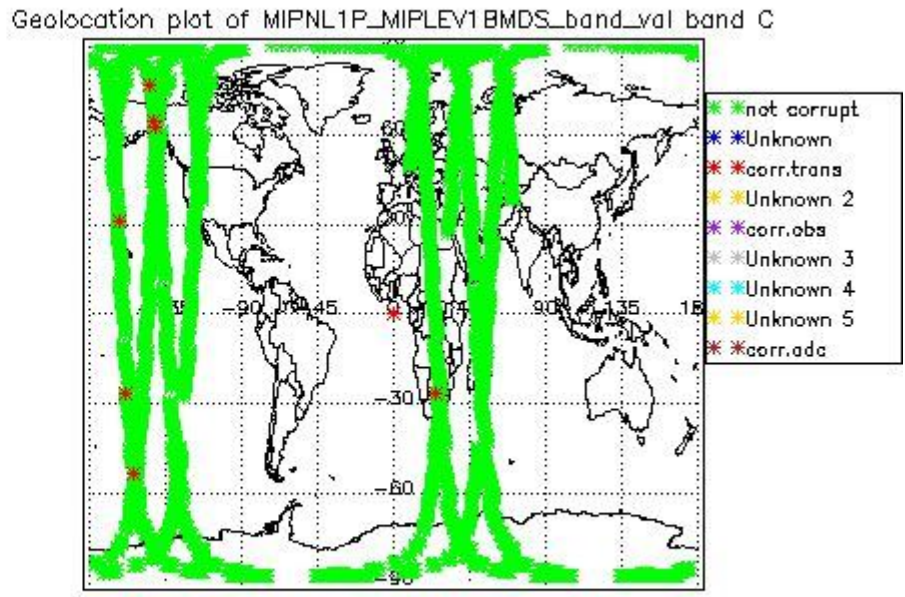 Geolocation plot of MIPNL1P_MIPLEV1BMDS_band_val band C
not corrupt
Unknown
corr.trans
Unknown 2
corr.obs
Unknown 3
Unknown 4
Unknown 5
corr.adc
60
-90
-45
90
135
-30
-60
-90